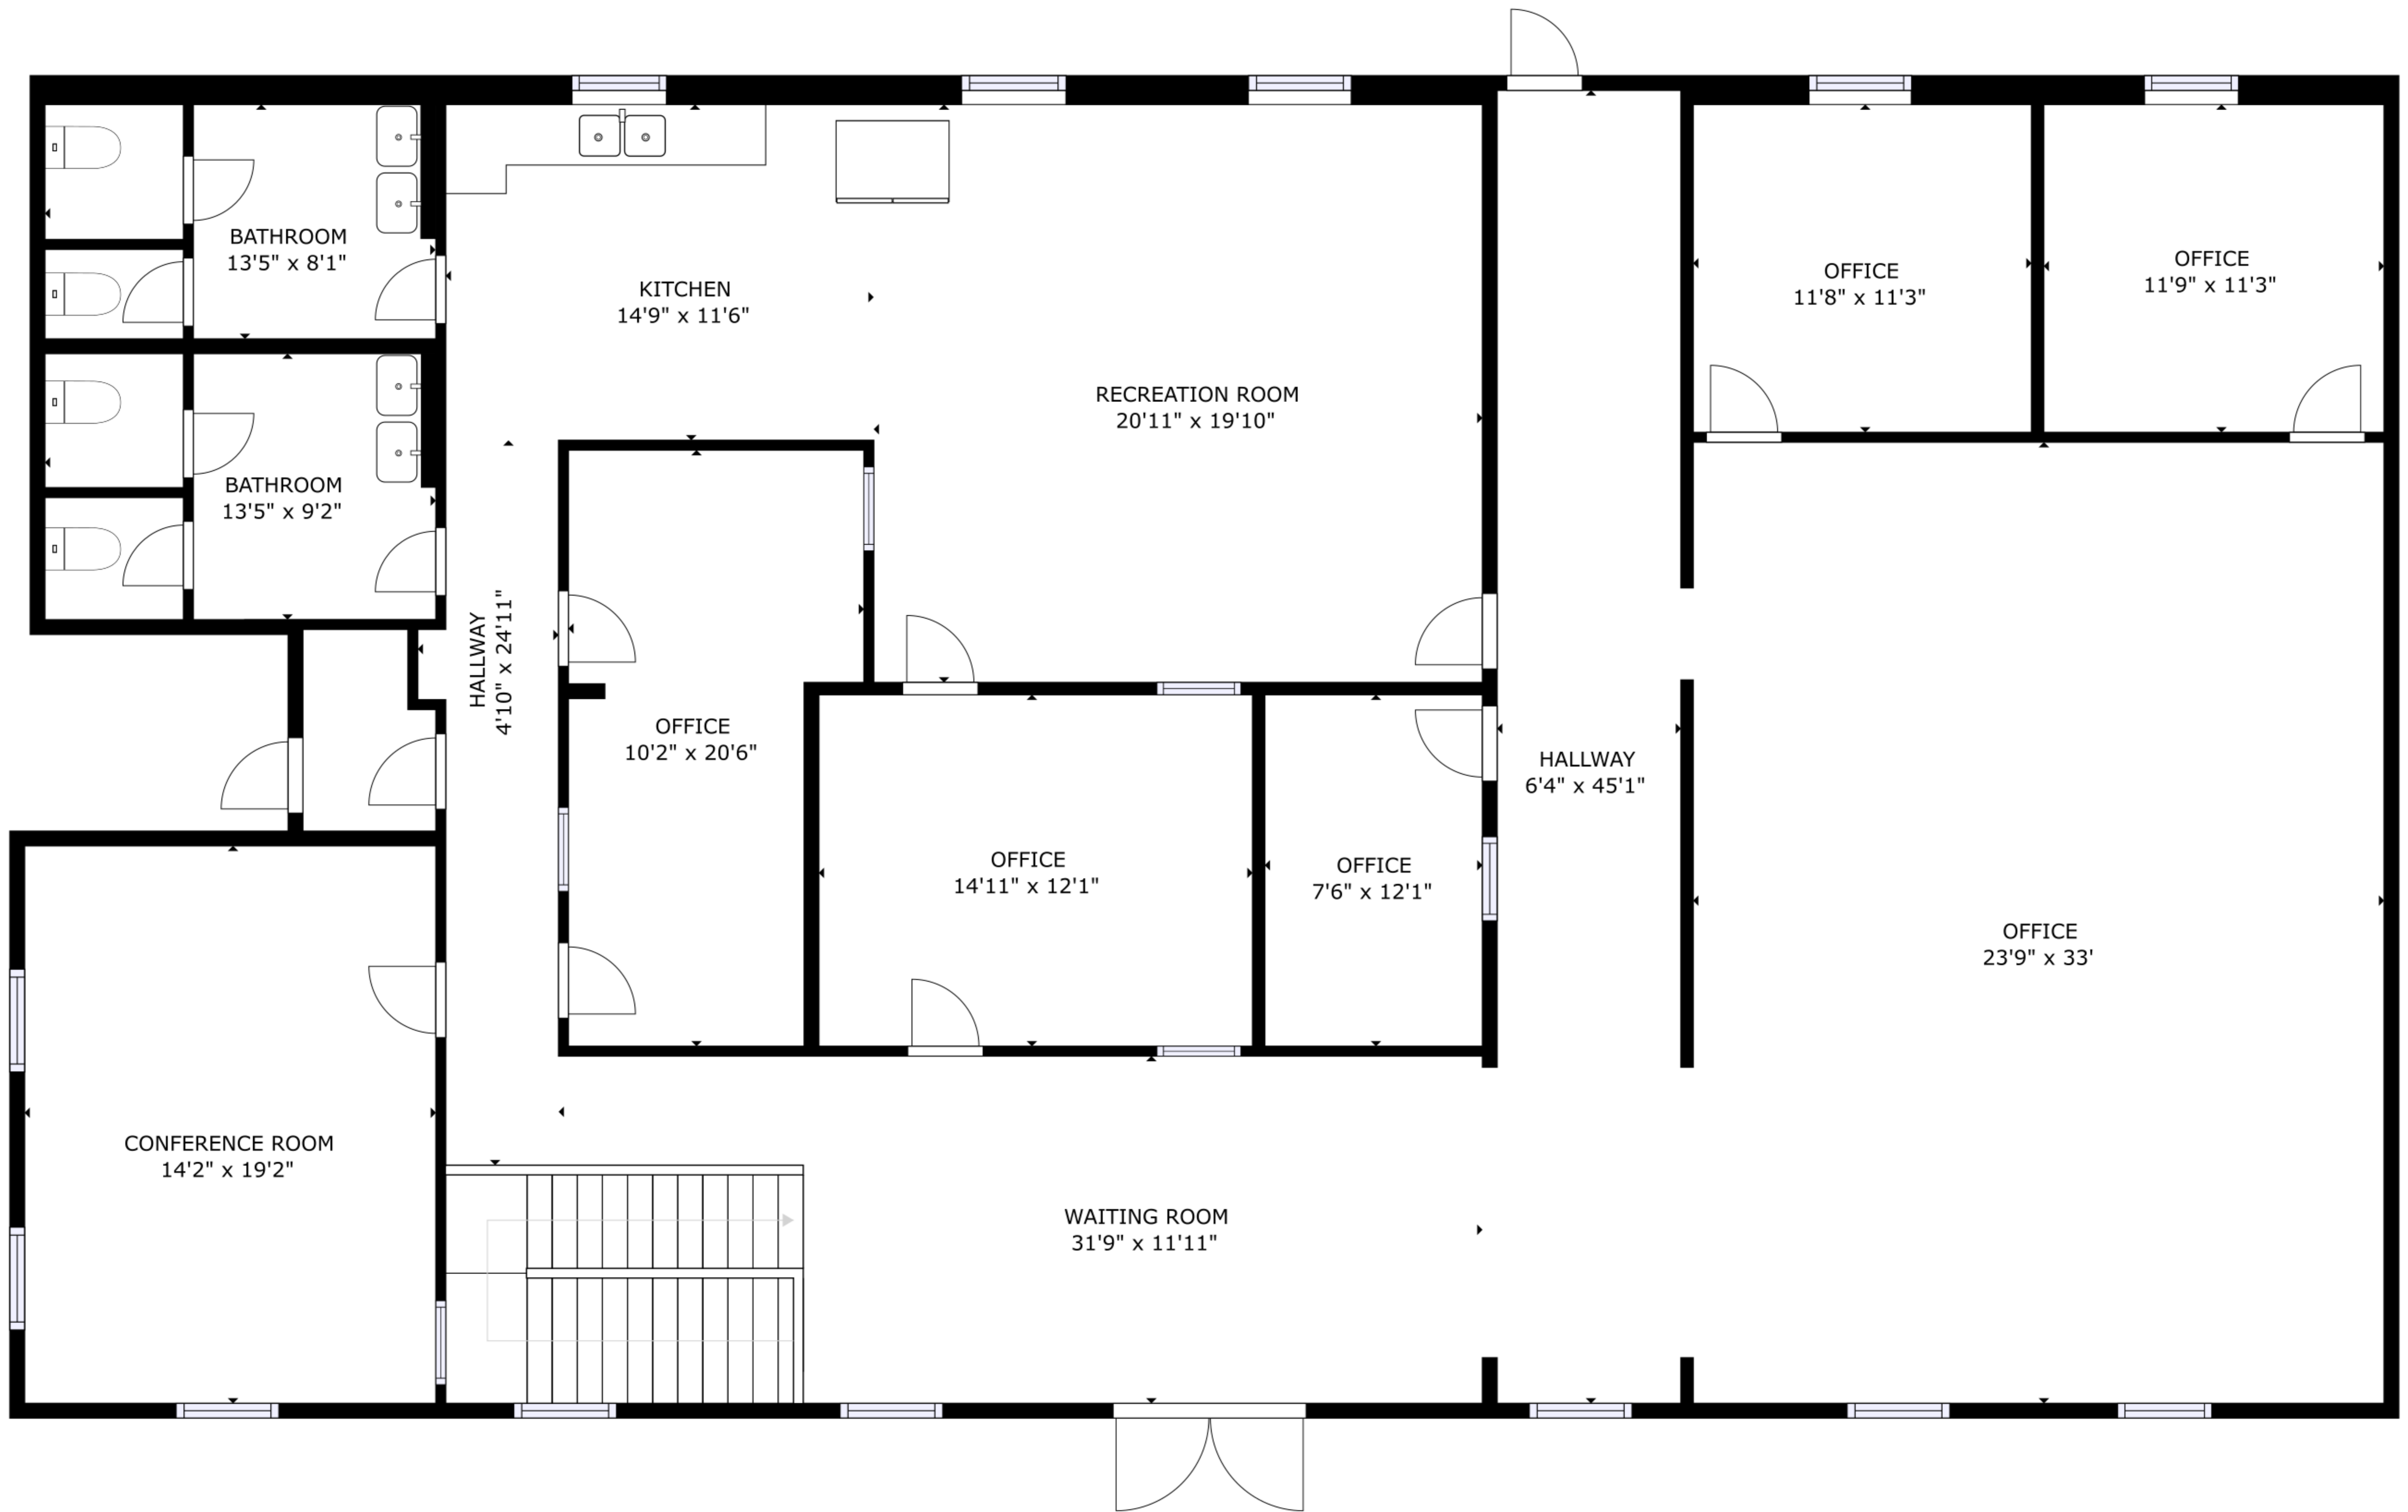 BATHROOM
13'5" x 8'1"
KITCHEN
14'9" x 11'6"
RECREATION ROOM
20'11" x 19'10"
OFFICE
11'8" x 11'3"
OFFICE
11'9" x 11'3"
BATHROOM
13'5" x 9'2"
HALLWAY
4'10" x 24'11"
OFFICE
10'2" x 20'6"
OFFICE
14'11" x 12'1"
OFFICE
7'6" x 12'1"
HALLWAY
6'4" x 45'1"
OFFICE
23'9" x 33'
CONFERENCE ROOM
14'2" x 19'2"
WAITING ROOM
31'9" x 11'11"